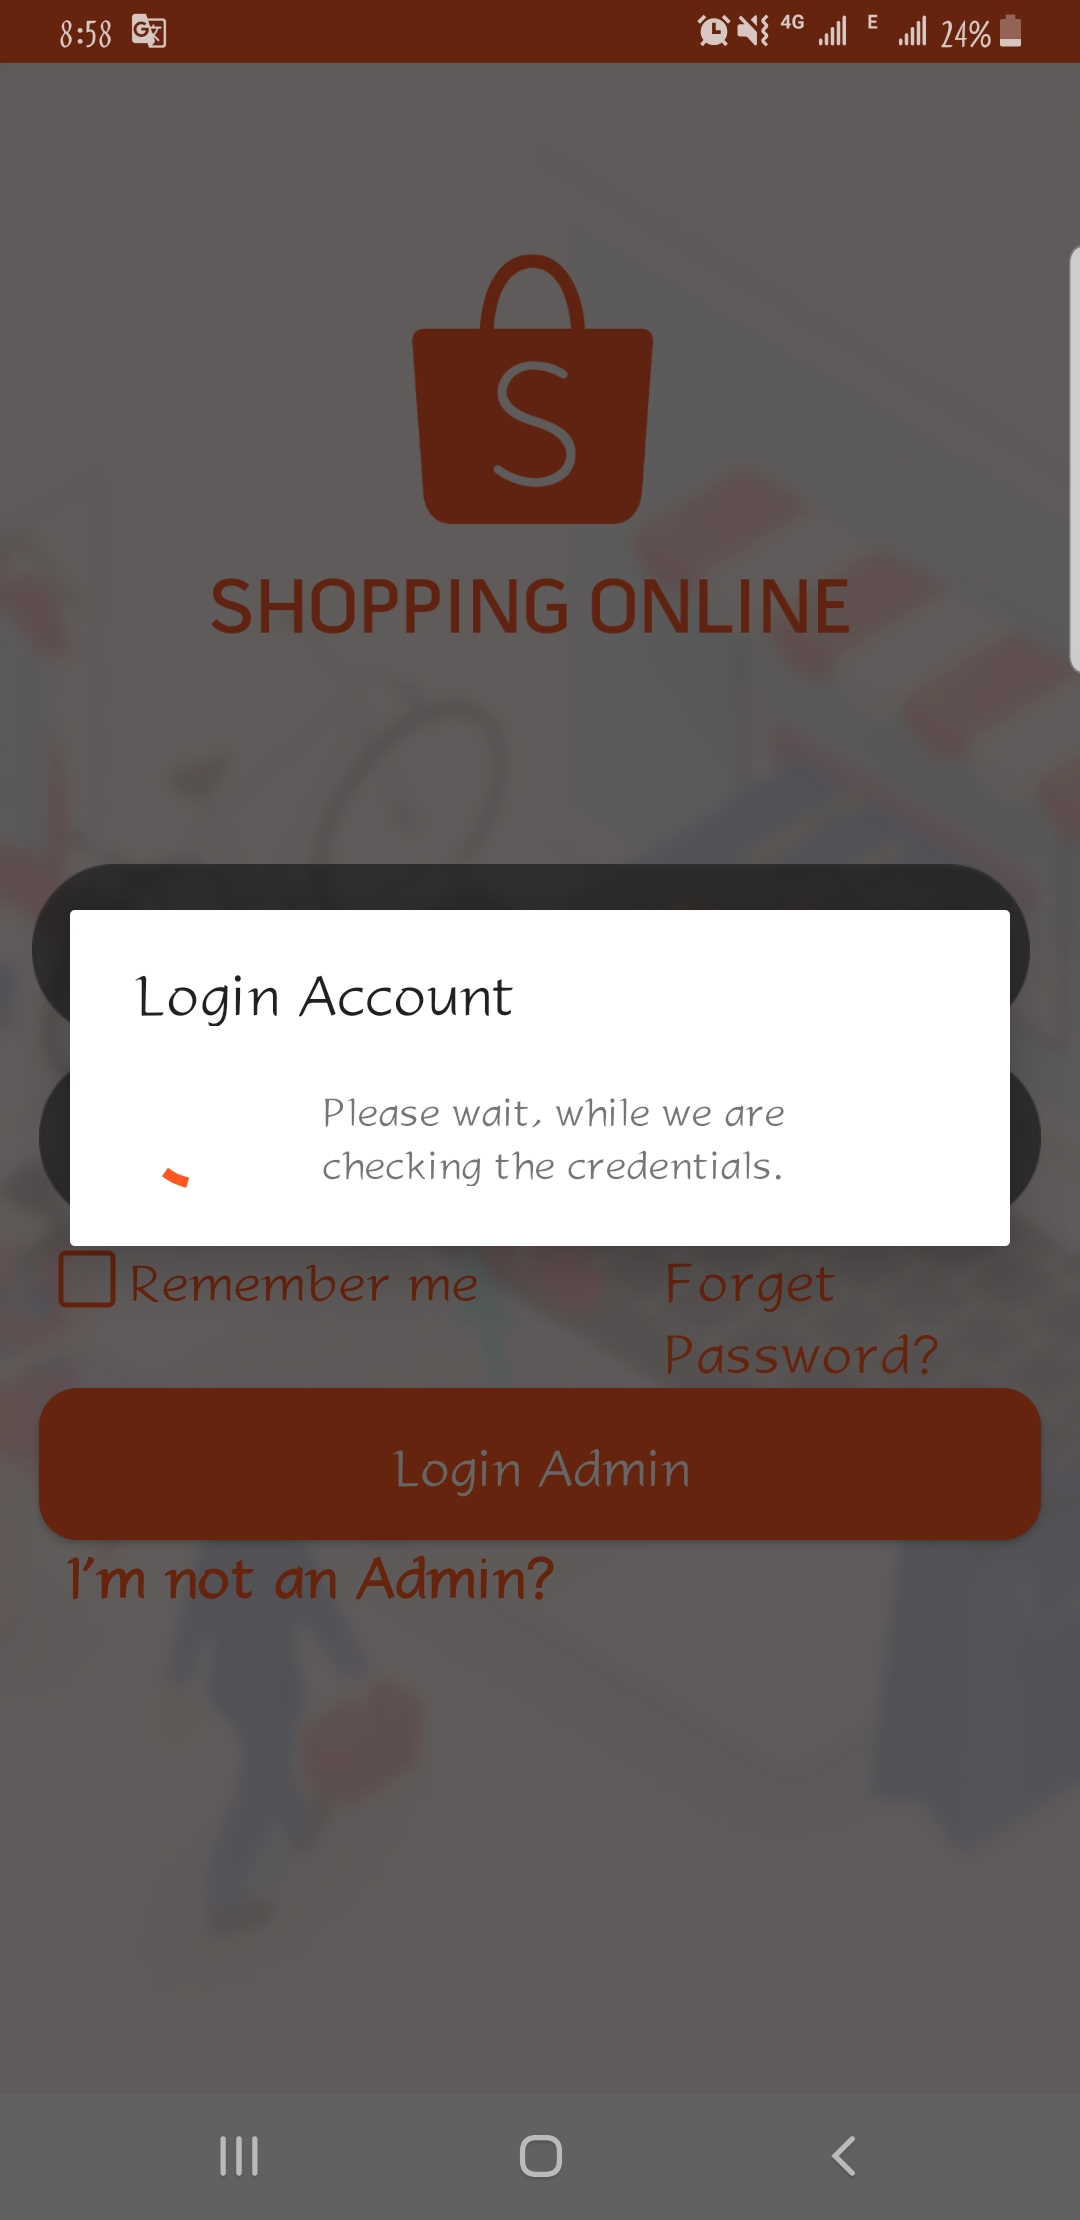 8:58
4G E 24%
S
SHOPPING ONLINE
Login Account
Please wait, while we are
checking the credentials.
Remember me
Forget
Password?
Login Admin
I'm not an Admin?